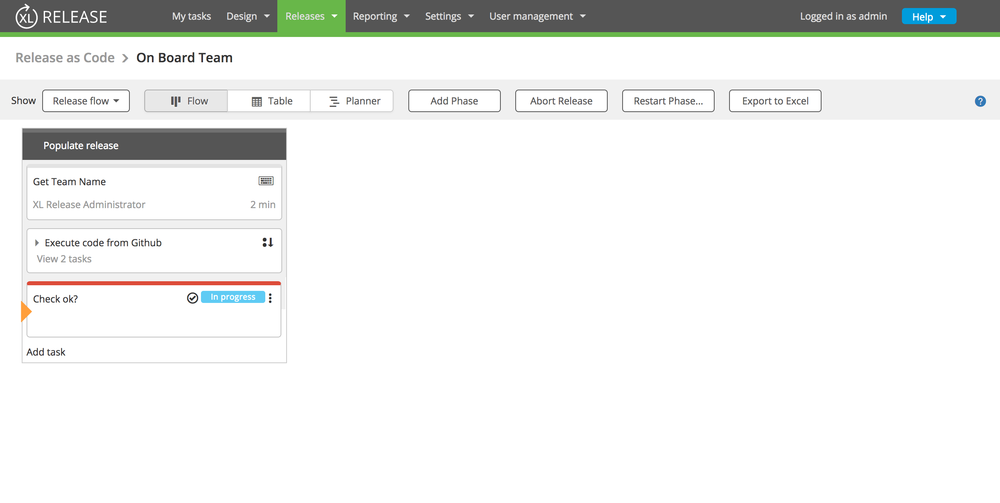 XL RELEASE My tasks Design Releases Reporting Settings User management Logged in as admin Help
Release as Code > On Board Team
Show Release flow Flow Table Planner Add Phase Abort Release Restart Phase... Export to Excel ?
Populate release
Get Team Name
XL Release Administrator 2 min
Execute code from Github
View 2 tasks
Check ok? In progress
Add task